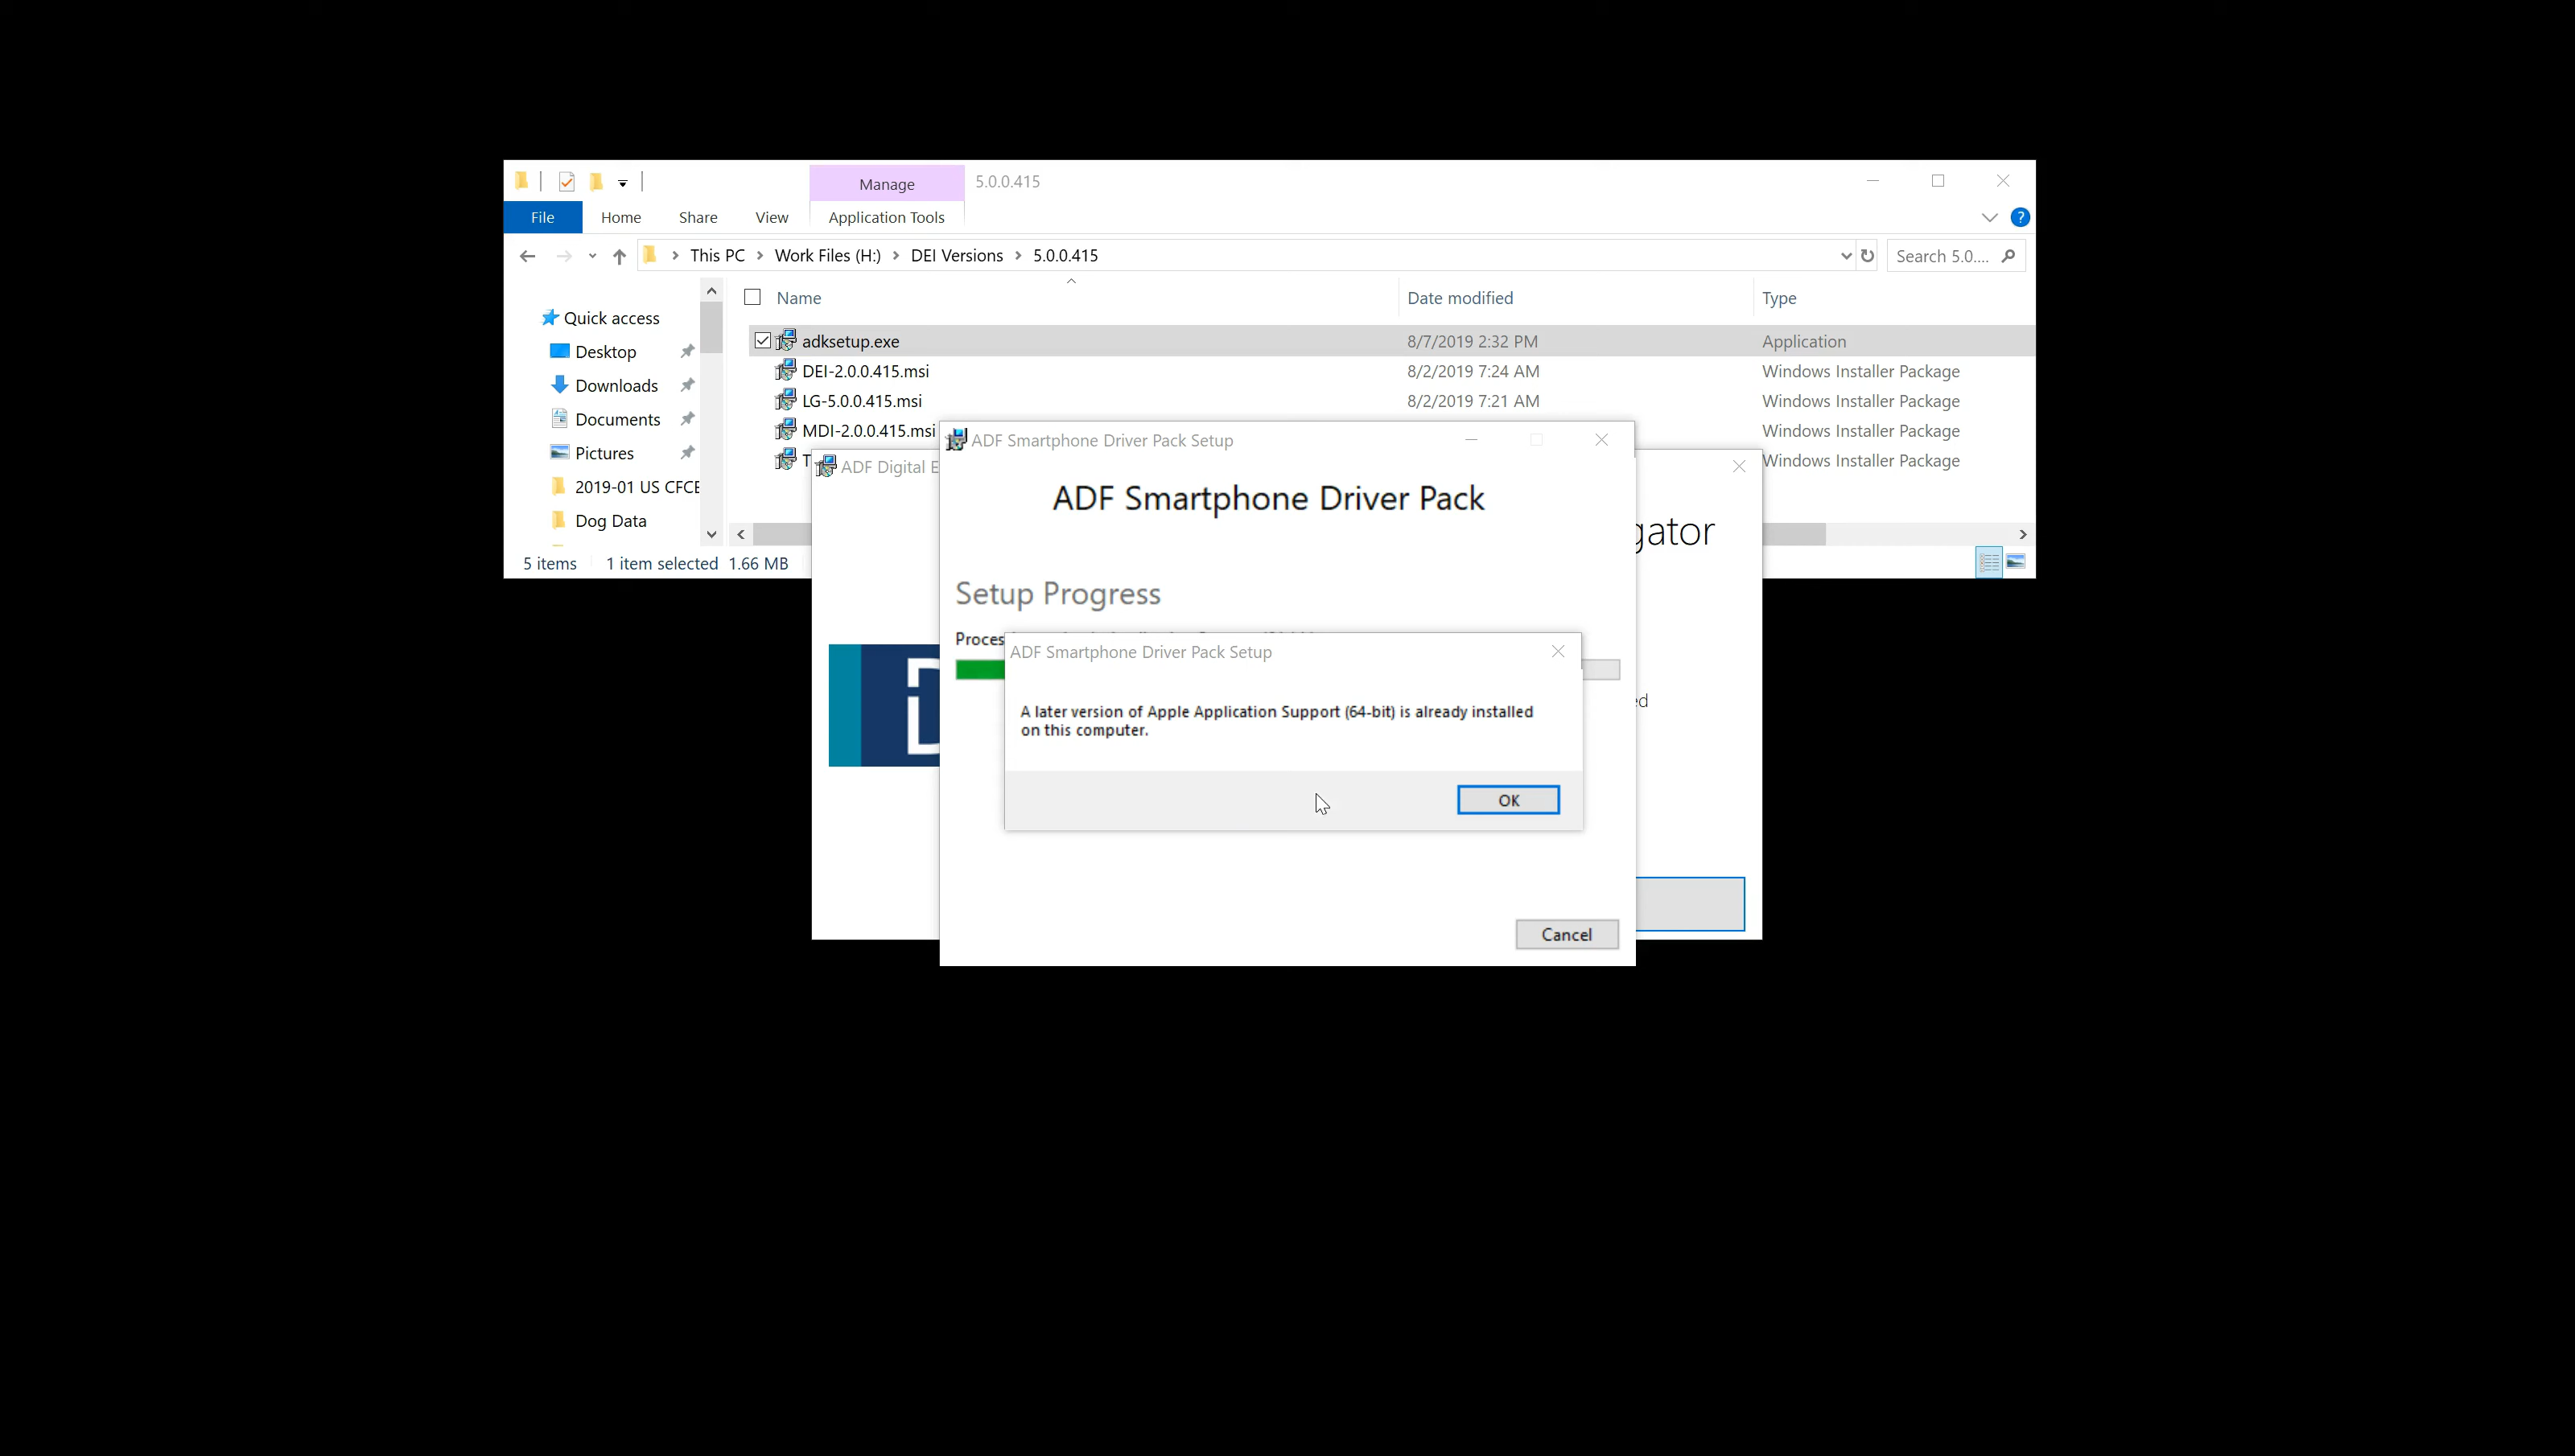 Manage
5.0.0.415
File
Home
Share
View
Application Tools
?
This PC
Work Files (H:)
DEI Versions
5.0.0.415
Search 5.0....
Name
Date modified
Type
Quick access
Desktop
Downloads
Documents
Pictures
2019-01 US CFCE
Dog Data
adksetup.exe 8/7/2019 2:32 PM Application
DEI-2.0.0.415.msi 8/2/2019 7:24 AM Windows Installer Package
LG-5.0.0.415.msi 8/2/2019 7:21 AM Windows Installer Package
MDI-2.0.0.415.msi Windows Installer Package
T Windows Installer Package
5 items 1 item selected 1.66 MB
ADF Digital E
gator
ed
ADF Smartphone Driver Pack Setup
ADF Smartphone Driver Pack
Setup Progress
Proces
ADF Smartphone Driver Pack Setup
A later version of Apple Application Support (64-bit) is already installed
on this computer.
OK
Cancel